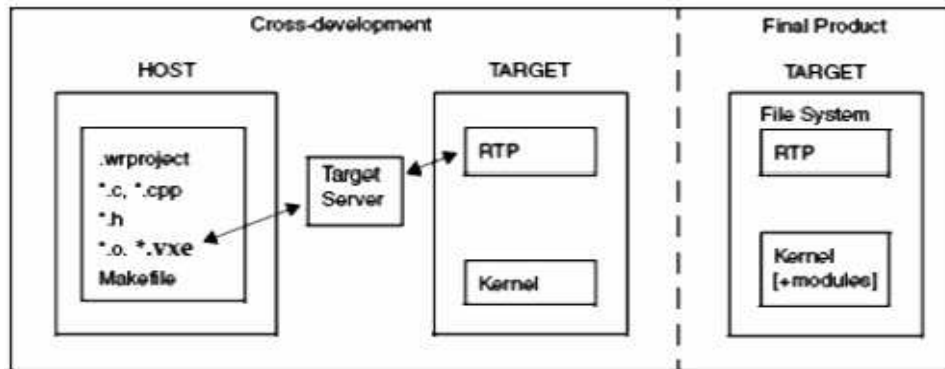 Cross-development
Final Product
HOST
TARGET
TARGET
.wrproject
*.c, *.cpp
*.h
*.o. *.vxe
Makefile
Target
Server
RTP
Kernel
File System
RTP
Kernel
[+modules]